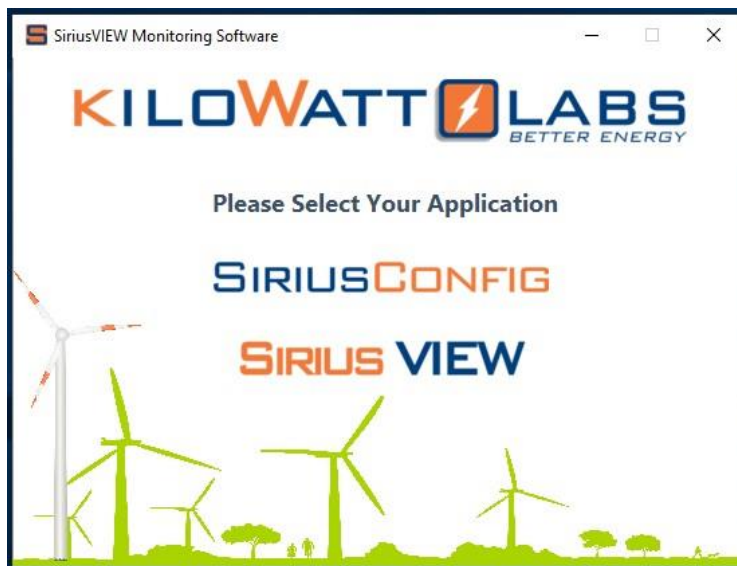 SiriusVIEW Monitoring Software
KILOWATT LABS
BETTER ENERGY
Please Select Your Application
SIRIUSCONFIG
SIRIUS VIEW